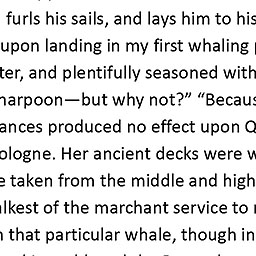 furls his sails, and lays him to his
upon landing in my first whaling
ter, and plentifully seasoned with
harpoon—but why not?” “Becau
ances produced no effect upon Q
ologne. Her ancient decks were w
e taken from the middle and high
alkest of the marchant service to
that particular whale, though in